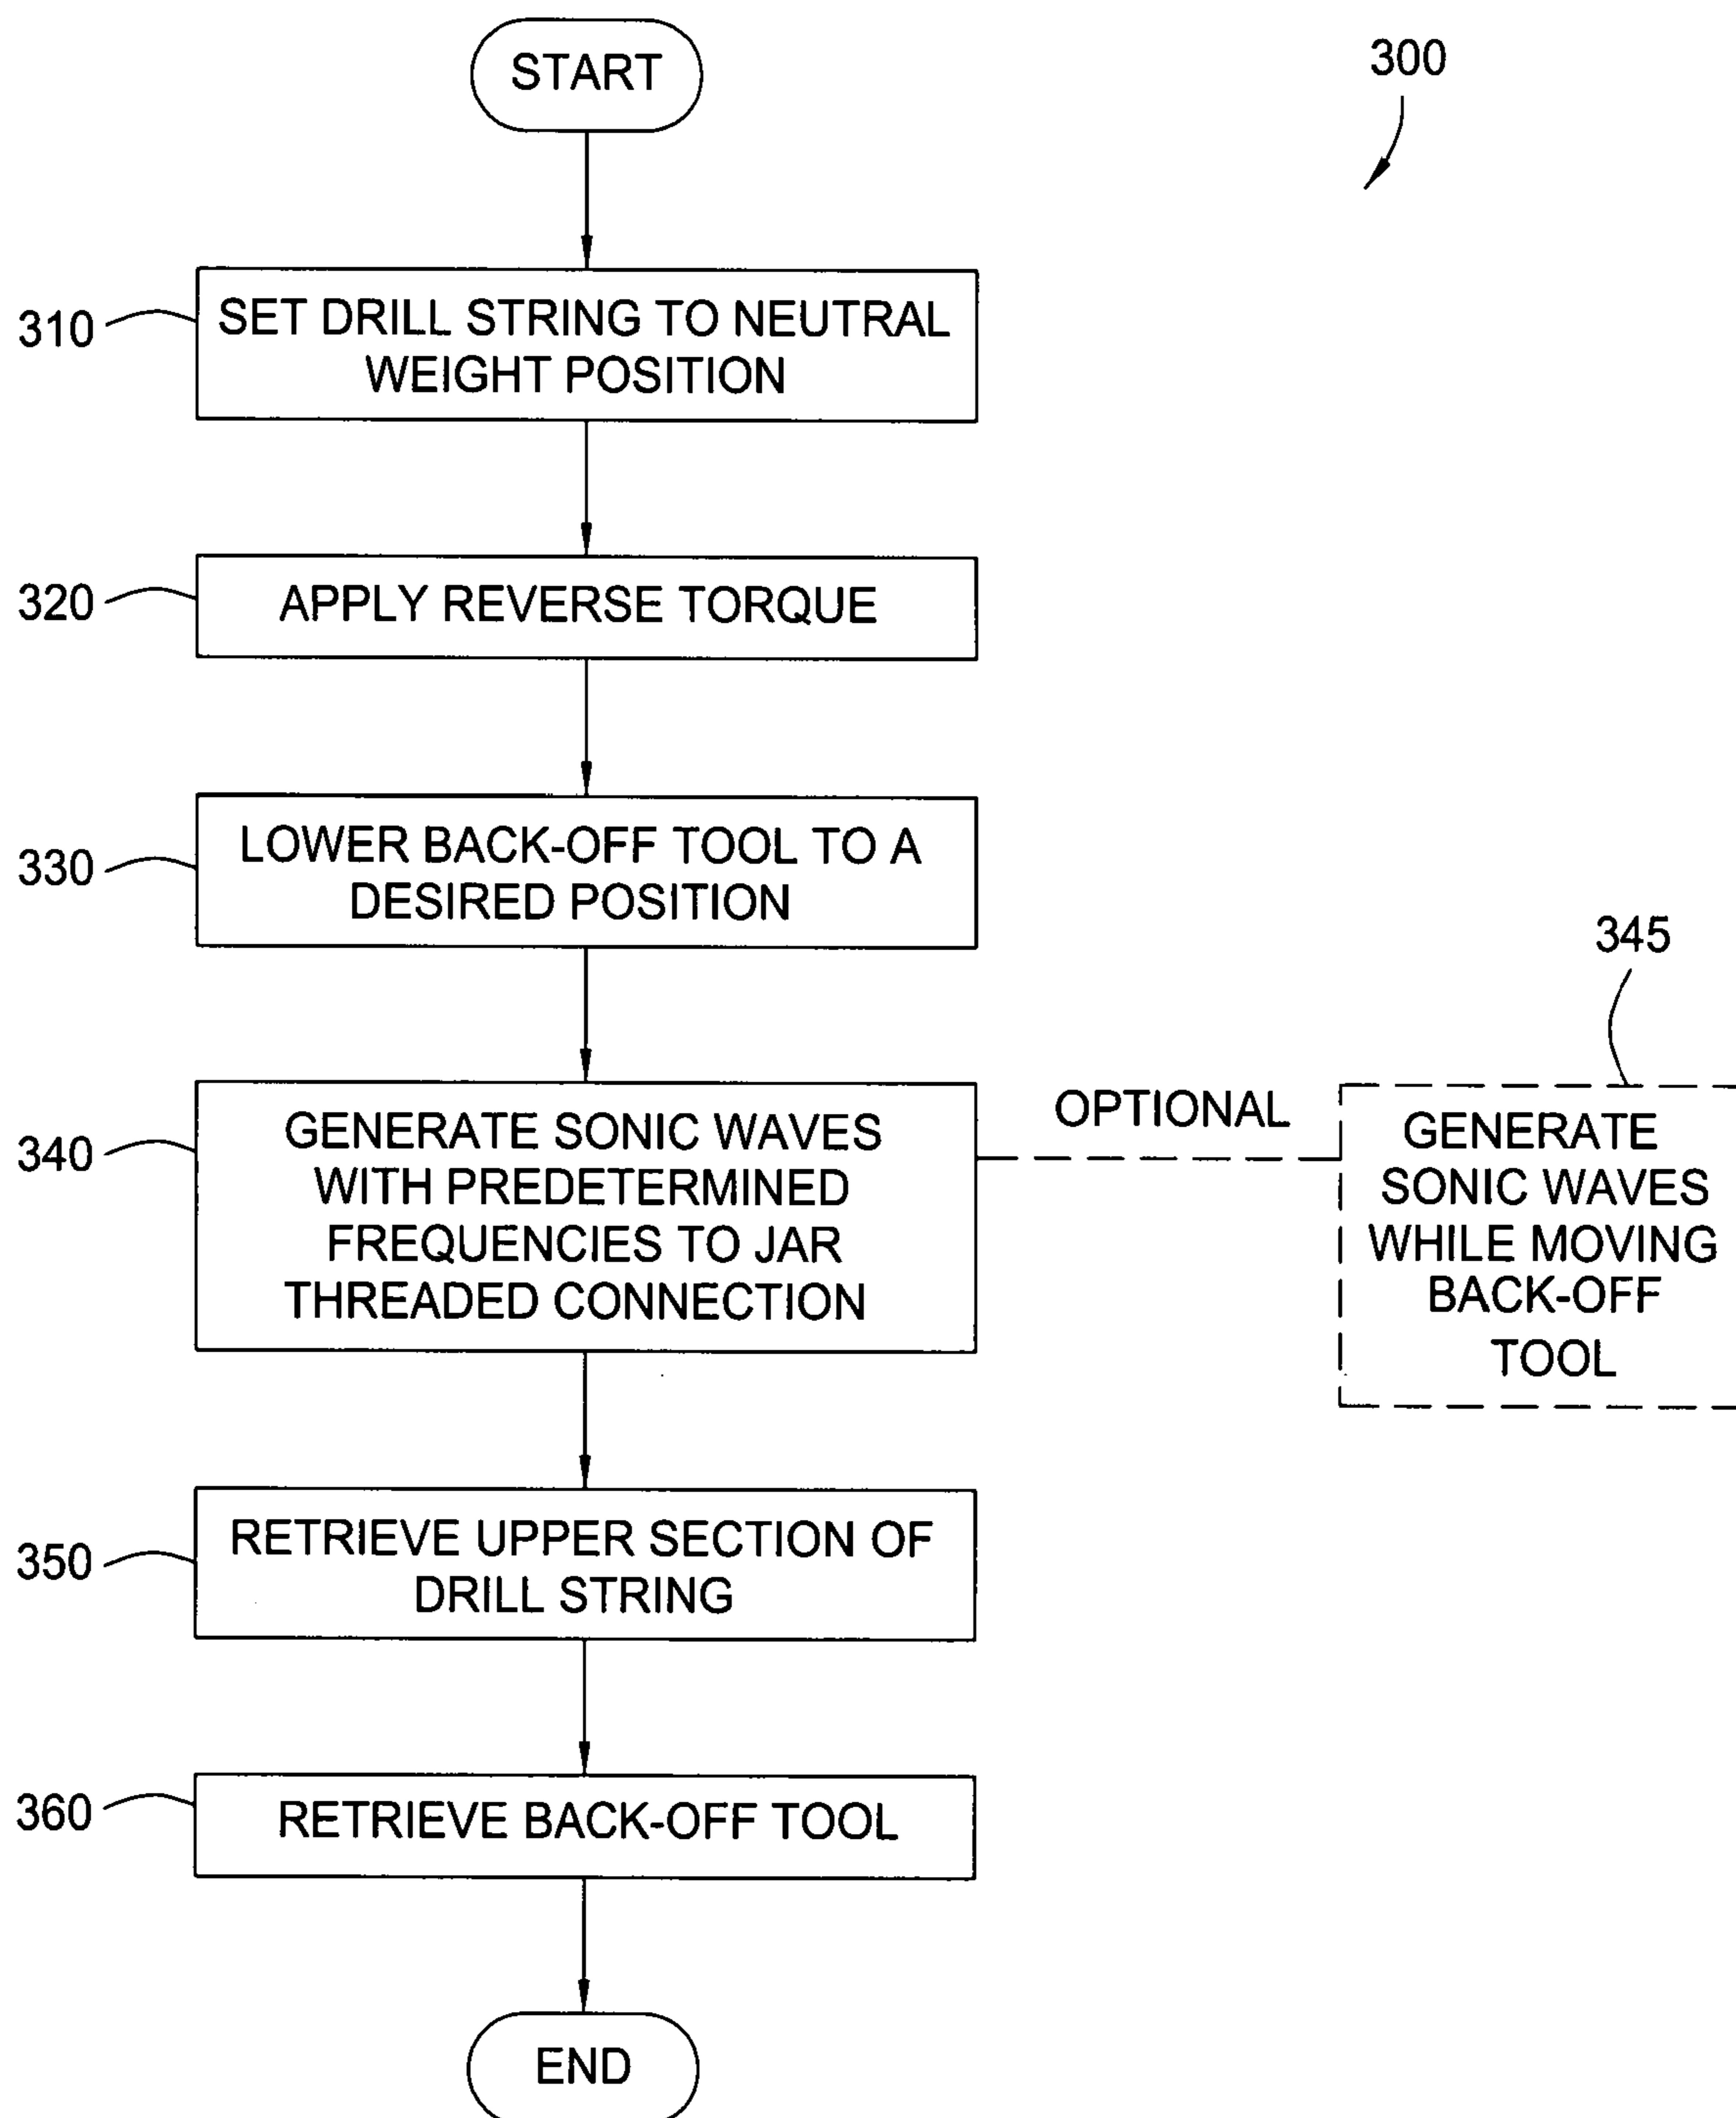 START
300
310
SET DRILL STRING TO NEUTRAL
WEIGHT POSITION
320
APPLY REVERSE TORQUE
330
LOWER BACK-OFF TOOL TO A
DESIRED POSITION
340
GENERATE SONIC WAVES
WITH PREDETERMINED
FREQUENCIES TO JAR
THREADED CONNECTION
OPTIONAL
345
GENERATE
SONIC WAVES
WHILE MOVING
BACK-OFF
TOOL
350
RETRIEVE UPPER SECTION OF
DRILL STRING
360
RETRIEVE BACK-OFF TOOL
END